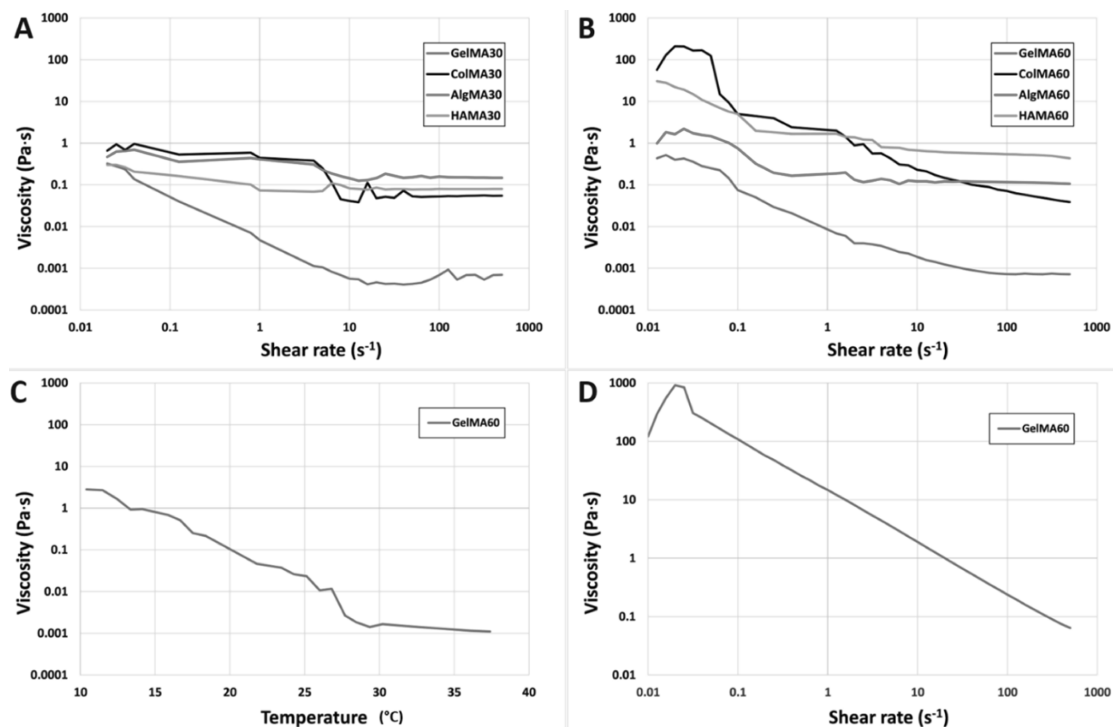 A
Viscosity (Pa·s)
1000
100
10
1
0.1
0.01
0.001
0.0001
0.01
0.1
1
10
100
1000
Shear rate (s⁻¹)
GelMA30
ColMA30
AlgMA30
HAMA30
B
Viscosity (Pa·s)
1000
100
10
1
0.1
0.01
0.001
0.0001
0.01
0.1
1
10
100
1000
Shear rate (s⁻¹)
GelMA60
ColMA60
AlgMA60
HAMA60
C
Viscosity (Pa·s)
1000
100
10
1
0.1
0.01
0.001
0.0001
10
15
20
25
30
35
40
Temperature (°C)
GelMA60
D
Viscosity (Pa·s)
1000
100
10
1
0.1
0.01
0.01
0.1
1
10
100
1000
Shear rate (s⁻¹)
GelMA60